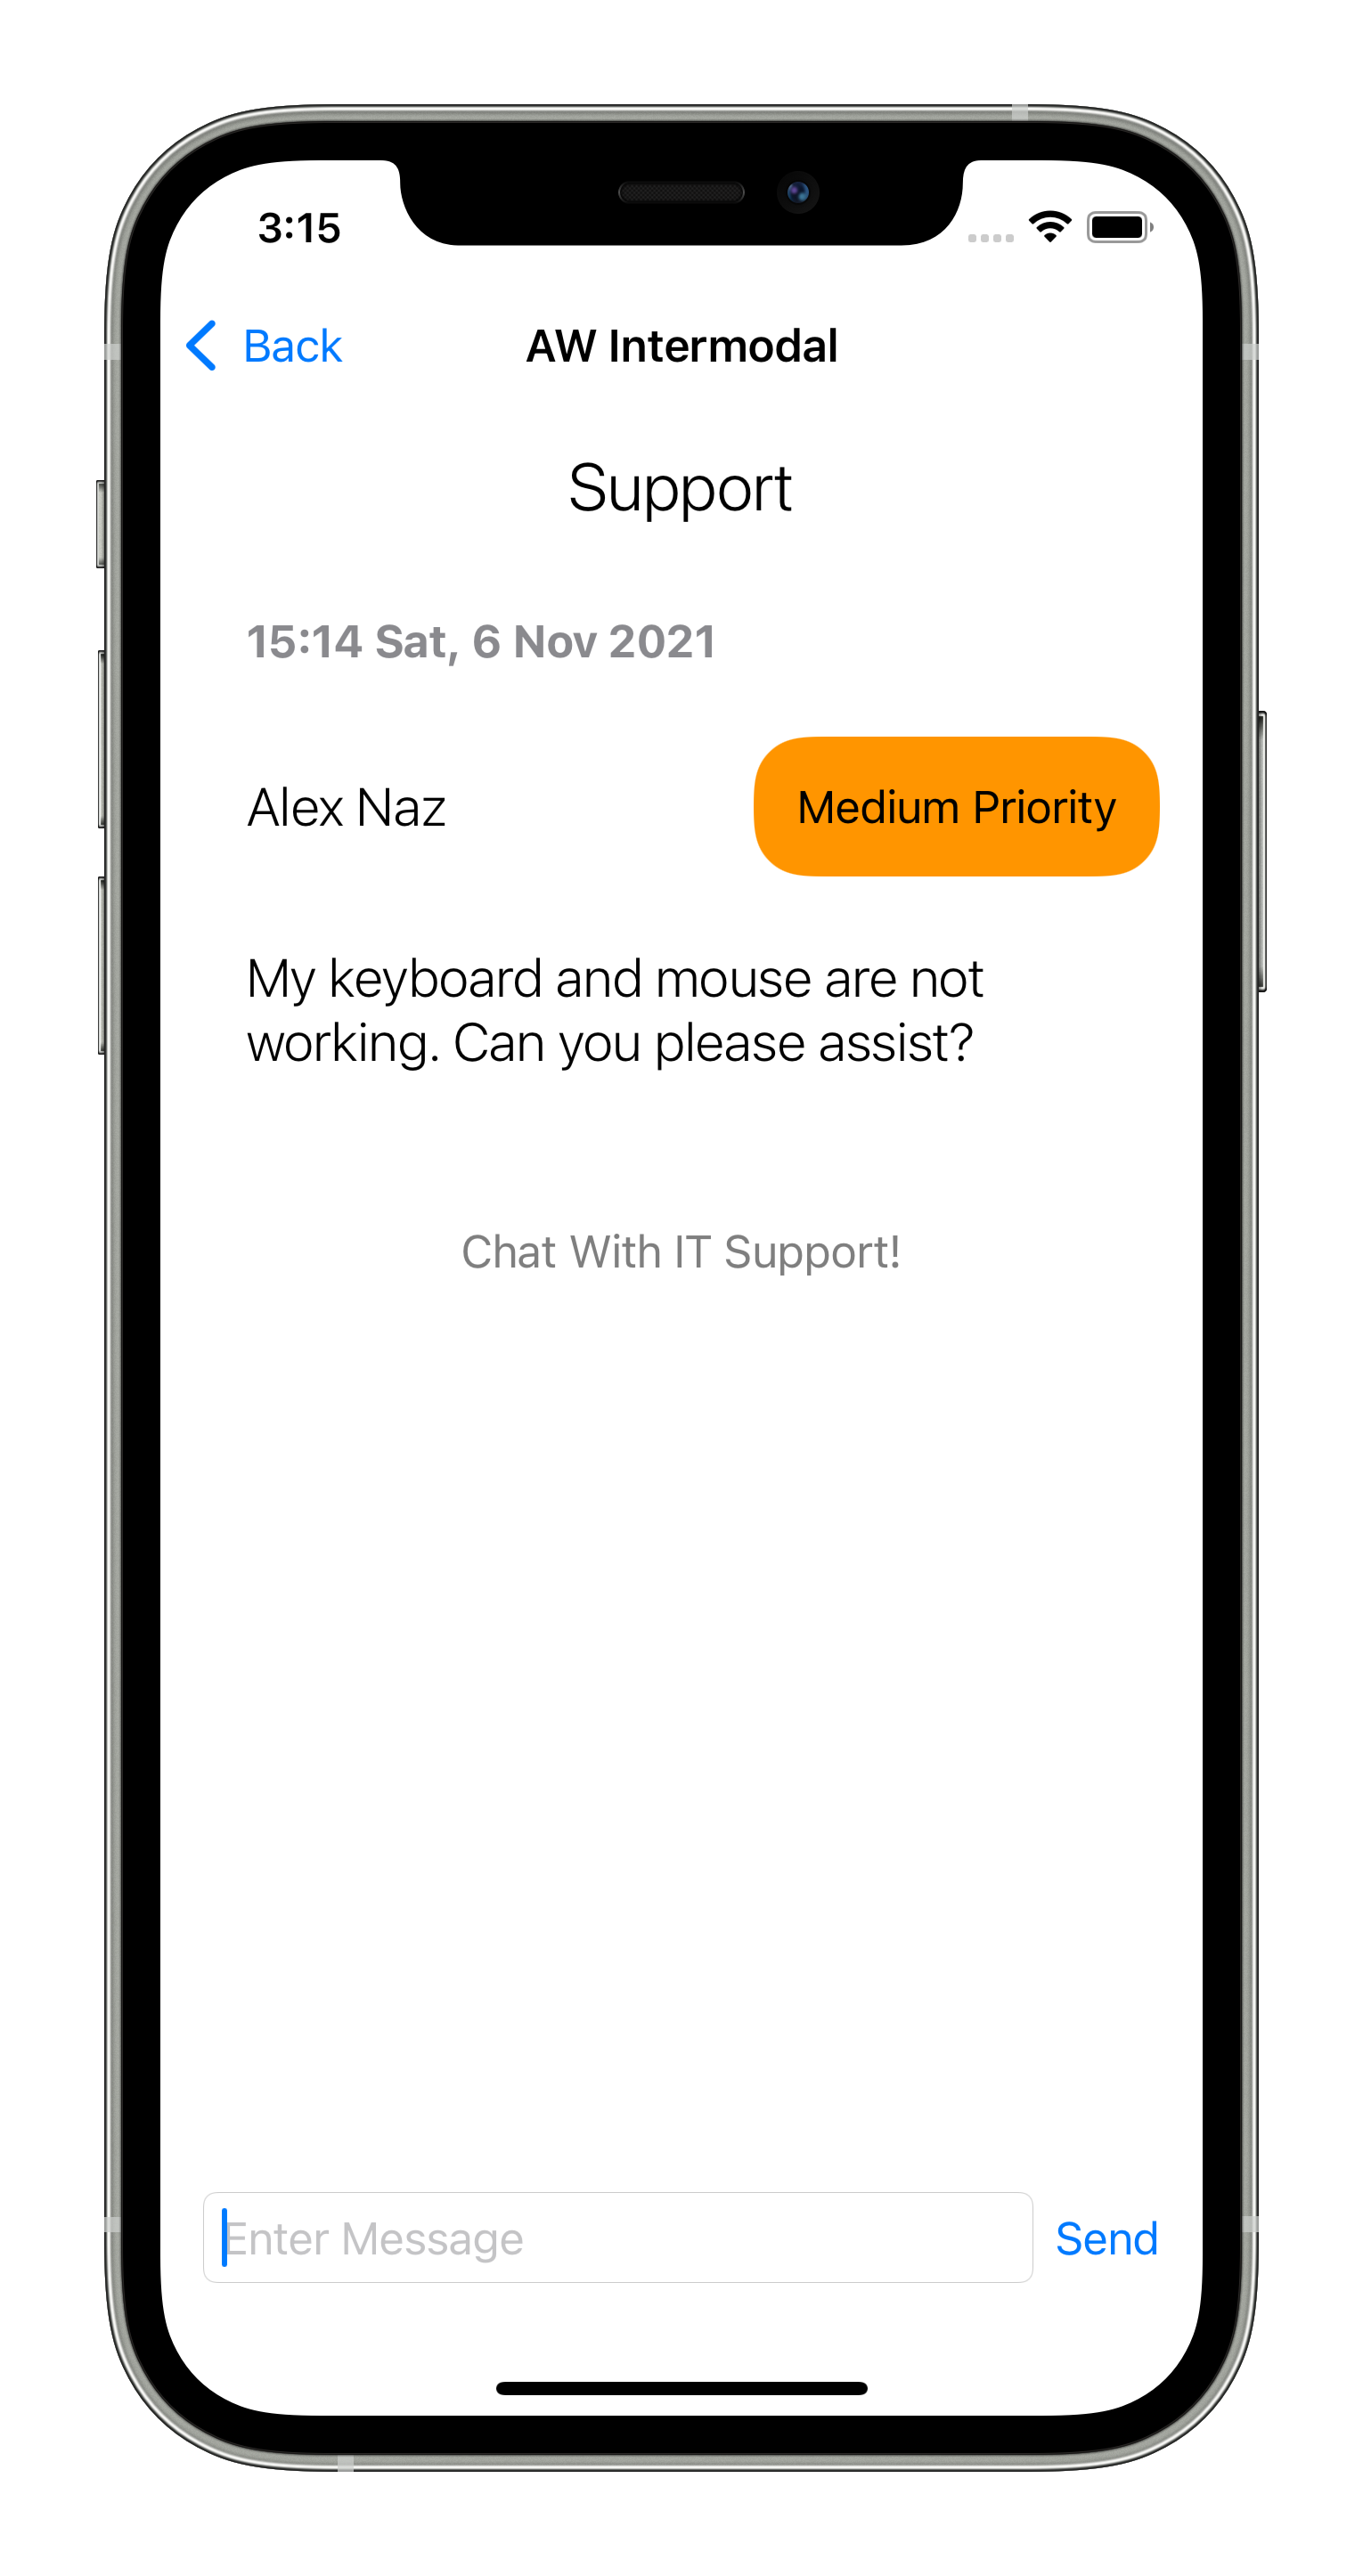 3:15
Back
AW Intermodal
Support
15:14 Sat, 6 Nov 2021
Alex Naz
Medium Priority
My keyboard and mouse are not
working. Can you please assist?
Chat With IT Support!
Enter Message
Send